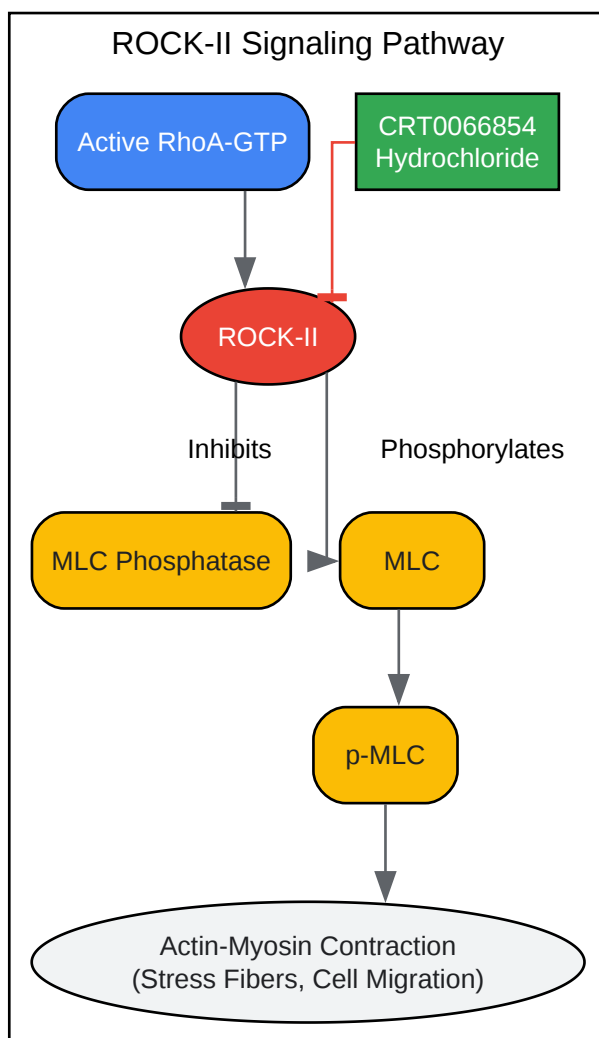 ROCK-II Signaling Pathway
Active RhoA-GTP
CRT0066854
Hydrochloride
ROCK-II
Inhibits
Phosphorylates
MLC Phosphatase
MLC
p-MLC
Actin-Myosin Contraction
(Stress Fibers, Cell Migration)